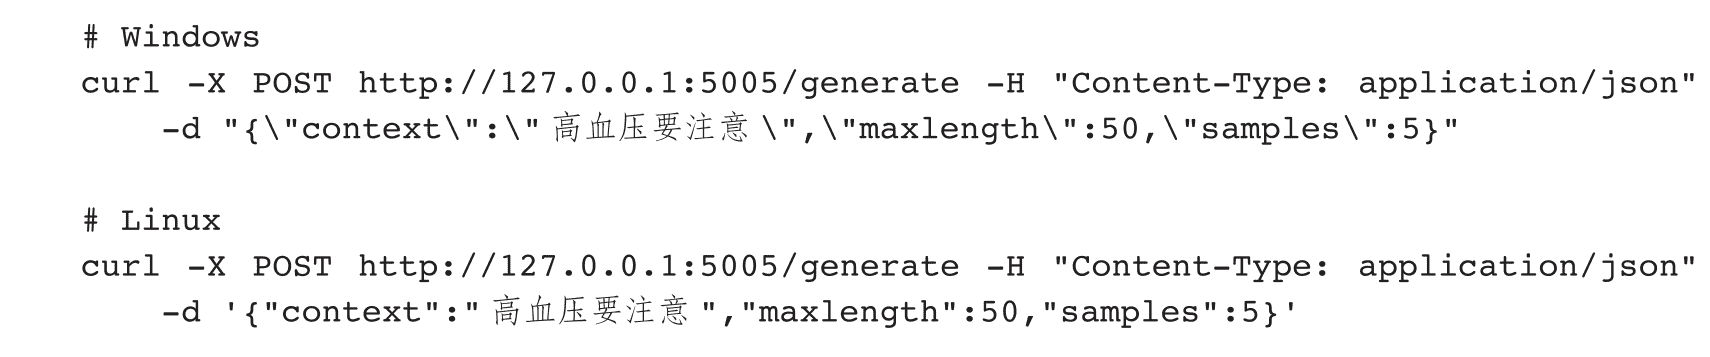 # Windows
curl -X POST http://127.0.0.1:5005/generate -H "Content-Type: application/json"
-d "{\"context\":\"高血压要注意\",\"maxlength\":50,\"samples\":5}"
# Linux
curl -X POST http://127.0.0.1:5005/generate -H "Content-Type: application/json"
-d '{"context":"高血压要注意","maxlength":50,"samples":5}'